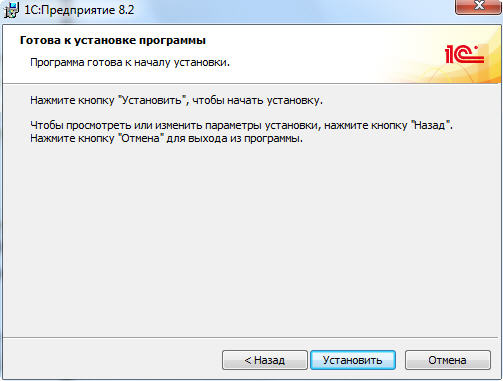 1С:Предприятие 8.2
Готова к установке программы
Программа готова к началу установки.
1С
Нажмите кнопку "Установить", чтобы начать установку.
Чтобы просмотреть или изменить параметры установки, нажмите кнопку "Назад".
Нажмите кнопку "Отмена" для выхода из программы.
< Назад
Установить
Отмена